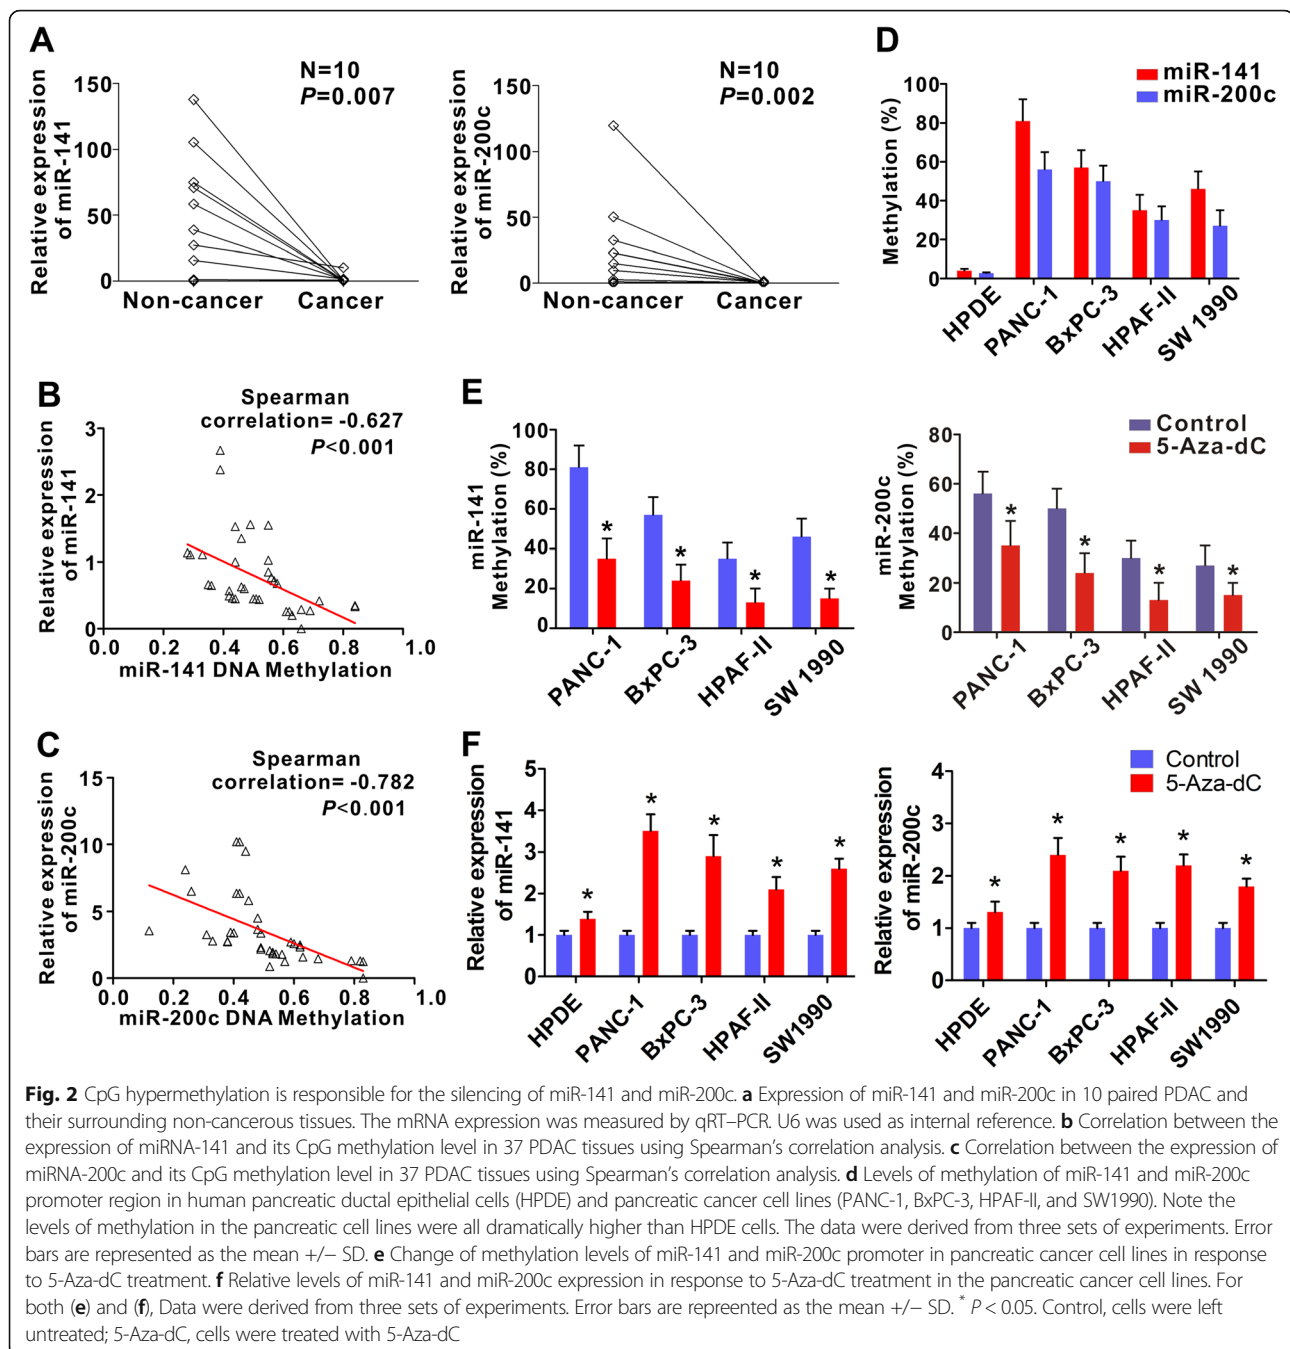 A
N=10
P=0.007
Relative expression
of miR-141
150
100
50
0
Non-cancer Cancer
N=10
P=0.002
Relative expression
of miR-200c
150
100
50
0
Non-cancer Cancer
D
miR-141
miR-200c
Methylation (%)
100
80
60
40
20
0
HPDE
PANC-1
BxPC-3
HPAF-II
SW 1990
B
Spearman
correlation= -0.627
P<0.001
Relative expression
of miR-141
3
2
1
0
0.0 0.2 0.4 0.6 0.8 1.0
miR-141 DNA Methylation
E
miR-141
Methylation (%)
100
80
60
40
20
0
* * * *
PANC-1
BxPC-3
HPAF-II
SW 1990
Control
5-Aza-dC
miR-200c
Methylation (%)
80
60
40
20
0
* * * *
PANC-1
BxPC-3
HPAF-II
SW 1990
C
Spearman
correlation= -0.782
P<0.001
Relative expression
of miR-200c
15
10
5
0
0.0 0.2 0.4 0.6 0.8 1.0
miR-200c DNA Methylation
F
Relative expression
of miR-141
5
4
3
2
1
0
* * * * *
HPDE
PANC-1
BxPC-3
HPAF-II
SW1990
Control
5-Aza-dC
Relative expression
of miR-200c
4
3
2
1
0
* * * * *
HPDE
PANC-1
BxPC-3
HPAF-II
SW1990
Fig. 2 CpG hypermethylation is responsible for the silencing of miR-141 and miR-200c. a Expression of miR-141 and miR-200c in 10 paired PDAC and
their surrounding non-cancerous tissues. The mRNA expression was measured by qRT–PCR. U6 was used as internal reference. b Correlation between the
expression of miRNA-141 and its CpG methylation level in 37 PDAC tissues using Spearman's correlation analysis. c Correlation between the expression of
miRNA-200c and its CpG methylation level in 37 PDAC tissues using Spearman's correlation analysis. d Levels of methylation of miR-141 and miR-200c
promoter region in human pancreatic ductal epithelial cells (HPDE) and pancreatic cancer cell lines (PANC-1, BxPC-3, HPAF-II, and SW1990). Note the
levels of methylation in the pancreatic cell lines were all dramatically higher than HPDE cells. The data were derived from three sets of experiments. Error
bars are represented as the mean +/− SD. e Change of methylation levels of miR-141 and miR-200c promoter in pancreatic cancer cell lines in response
to 5-Aza-dC treatment. f Relative levels of miR-141 and miR-200c expression in response to 5-Aza-dC treatment in the pancreatic cancer cell lines. For
both (e) and (f), Data were derived from three sets of experiments. Error bars are repreented as the mean +/− SD. * P < 0.05. Control, cells were left
untreated; 5-Aza-dC, cells were treated with 5-Aza-dC